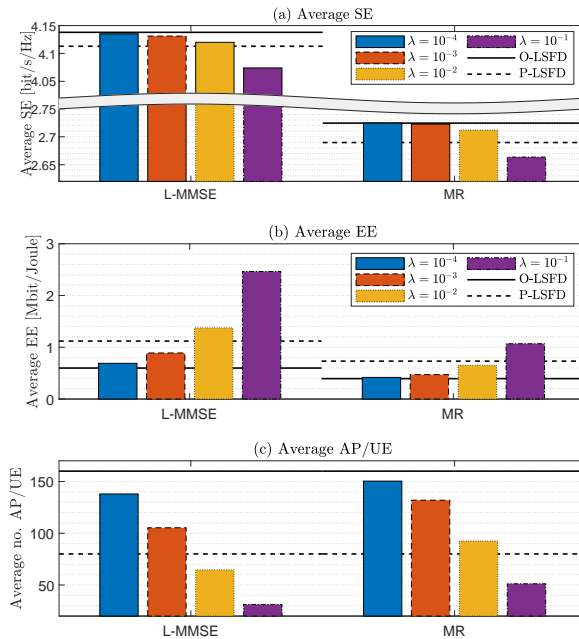 (a) Average SE
Average SE [bit/s/Hz]
4.15
4.1
4.05
2.75
2.7
2.65
λ = 10⁻⁴
λ = 10⁻³
λ = 10⁻²
λ = 10⁻¹
O-LSFD
P-LSFD
L-MMSE
MR
(b) Average EE
Average EE [Mbit/Joule]
3
2
1
0
λ = 10⁻⁴
λ = 10⁻³
λ = 10⁻²
λ = 10⁻¹
O-LSFD
P-LSFD
L-MMSE
MR
(c) Average AP/UE
Average no. AP/UE
150
100
50
L-MMSE
MR